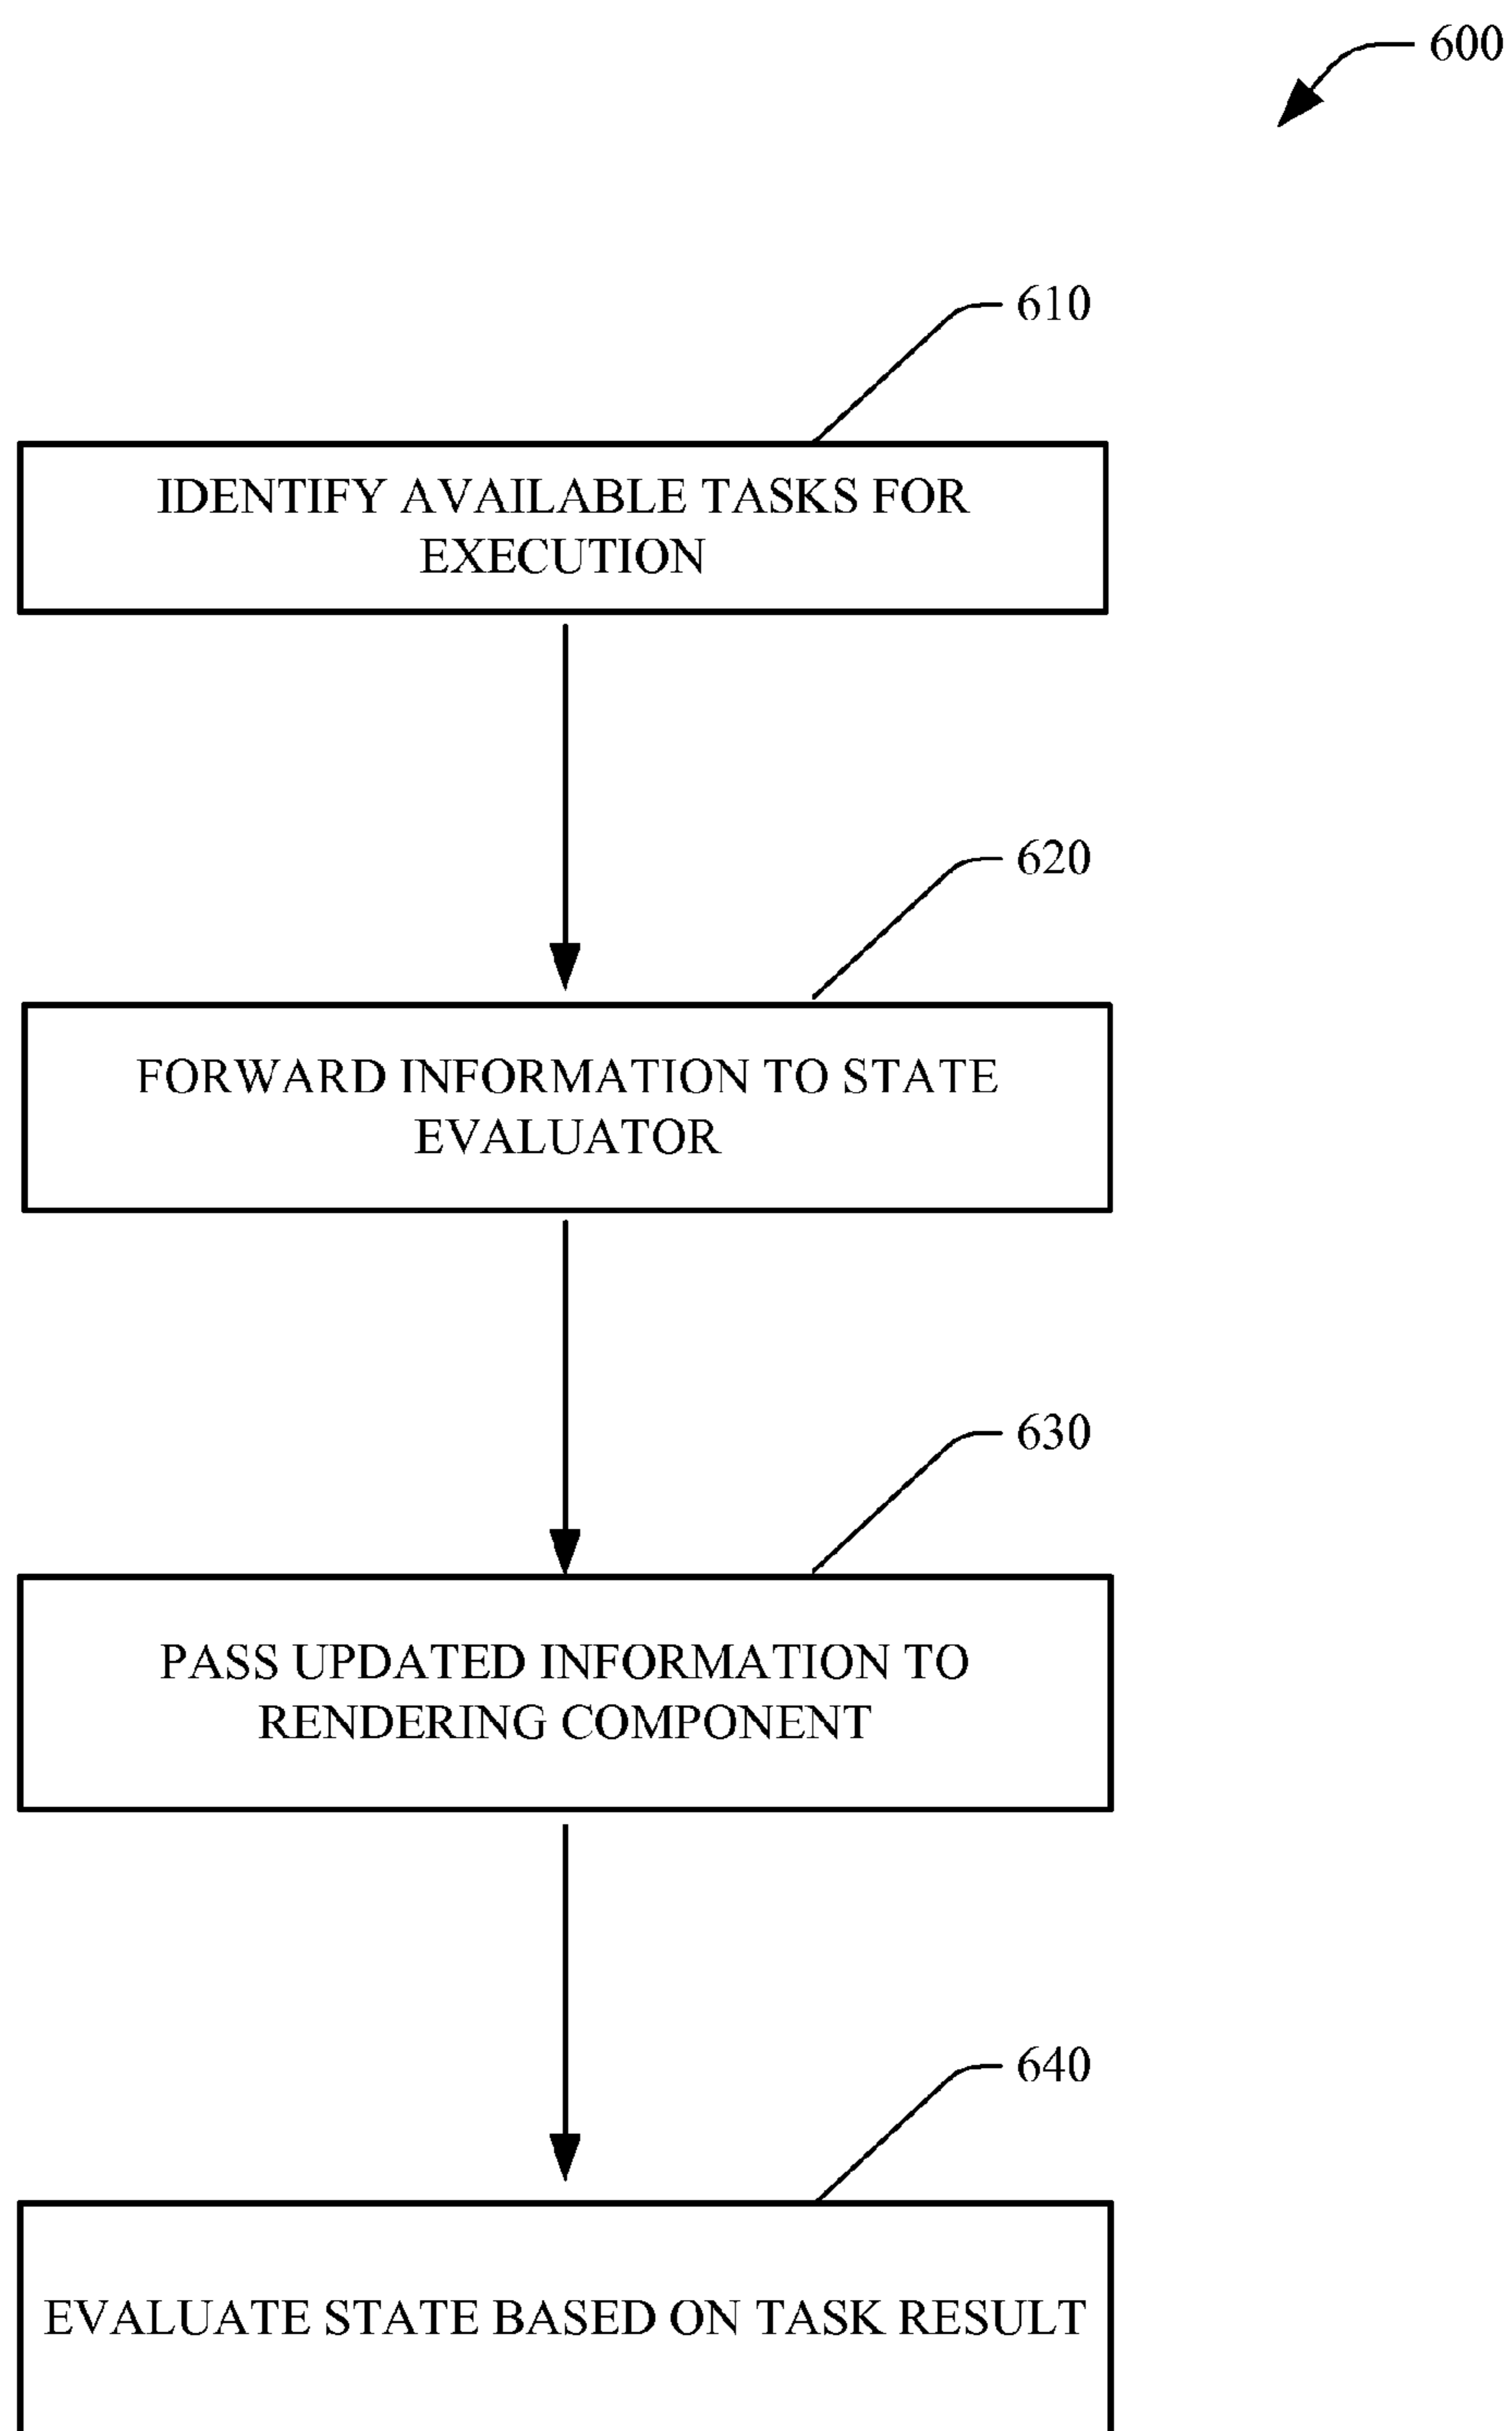 600
610
IDENTIFY AVAILABLE TASKS FOR
EXECUTION
620
FORWARD INFORMATION TO STATE
EVALUATOR
630
PASS UPDATED INFORMATION TO
RENDERING COMPONENT
640
EVALUATE STATE BASED ON TASK RESULT